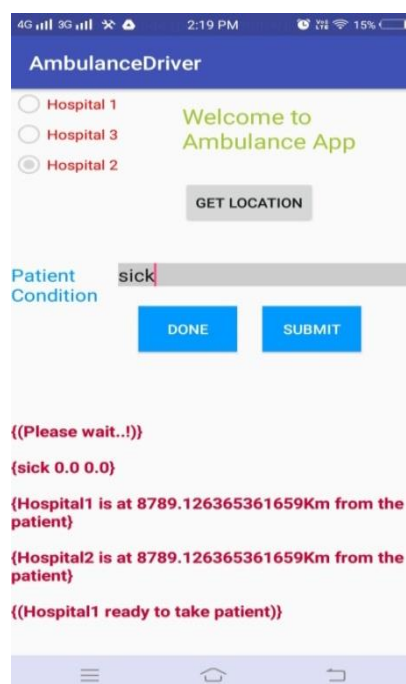 4G 3G 2:19 PM VoI LTE 15%
AmbulanceDriver
Hospital 1
Hospital 3
Hospital 2
Welcome to
Ambulance App
GET LOCATION
Patient
Condition
sick
DONE
SUBMIT
{(Please wait..!)}
{sick 0.0 0.0}
{Hospital1 is at 8789.126365361659Km from the
patient}
{Hospital2 is at 8789.126365361659Km from the
patient}
{(Hospital1 ready to take patient)}